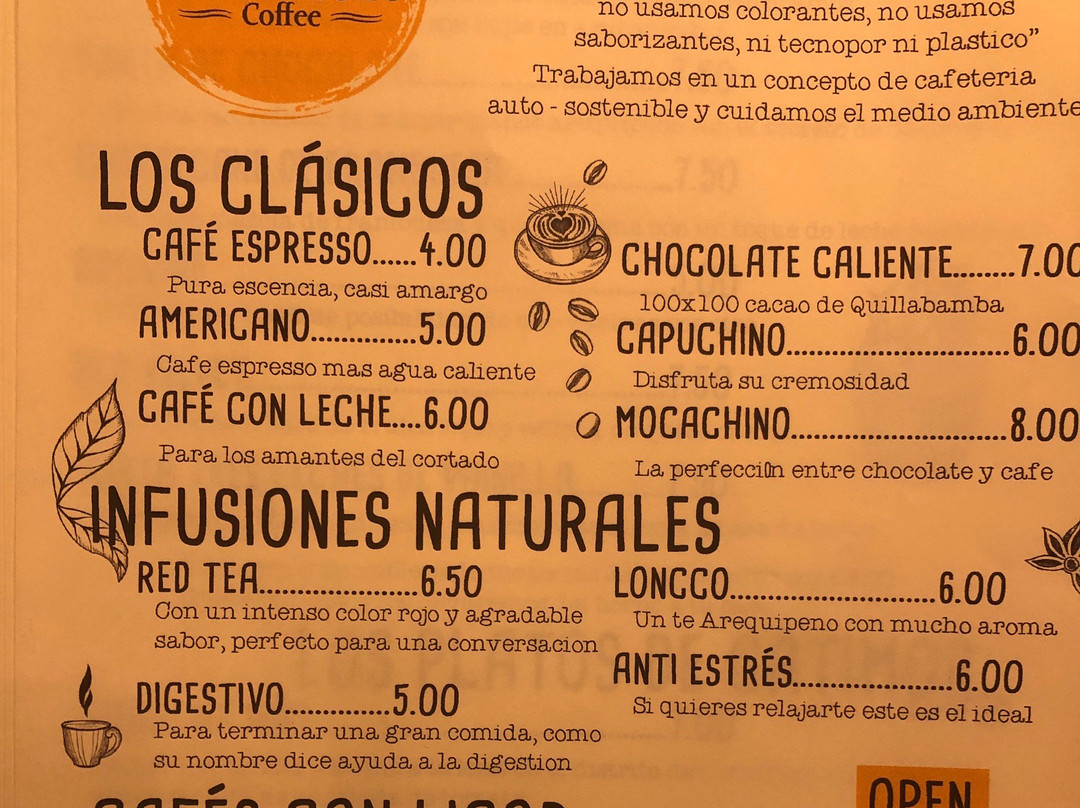 Coffee
no usamos colorantes, no usamos
saborizantes, ni tecnopor ni plastico”
Trabajamos en un concepto de cafeteria
auto - sostenible y cuidamos el medio ambiente
LOS CLÁSICOS
CAFÉ ESPRESSO......4.00
Pura escencia, casi amargo
AMERICANO..............5.00
Cafe espresso mas agua caliente
CAFÉ CON LECHE....6.00
Para los amantes del cortado
CHOCOLATE CALIENTE........7.00
100x100 cacao de Quillabamba
CAPUCHINO..............................6.00
Disfruta su cremosidad
MOCACHINO.............................8.00
La perfección entre chocolate y cafe
INFUSIONES NATURALES
RED TEA......................6.50
Con un intenso color rojo y agradable
sabor, perfecto para una conversacion
DIGESTIVO..............5.00
Para terminar una gran comida, como
su nombre dice ayuda a la digestion
LONCCO............................6.00
Un te Arequipeno con mucho aroma
ANTI ESTRÉS......................6.00
Si quieres relajarte este es el ideal
CAFÉS CON LICOR
OPEN